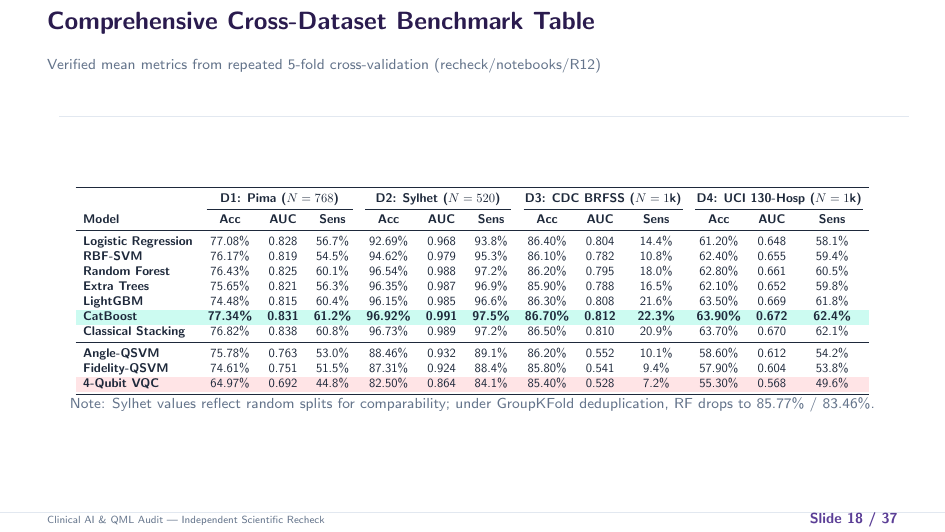 Comprehensive Cross-Dataset Benchmark Table
Verified mean metrics from repeated 5-fold cross-validation (recheck/notebooks/R12)
D1: Pima (N = 768) D2: Sylhet (N = 520) D3: CDC BRFSS (N = 1k) D4: UCI 130-Hosp (N = 1k)
Model Acc AUC Sens Acc AUC Sens Acc AUC Sens Acc AUC Sens
Logistic Regression 77.08% 0.828 56.7% 92.69% 0.968 93.8% 86.40% 0.804 14.4% 61.20% 0.648 58.1%
RBF-SVM 76.17% 0.819 54.5% 94.62% 0.979 95.3% 86.10% 0.782 10.8% 62.40% 0.655 59.4%
Random Forest 76.43% 0.825 60.1% 96.54% 0.988 97.2% 86.20% 0.795 18.0% 62.80% 0.661 60.5%
Extra Trees 75.65% 0.821 56.3% 96.35% 0.987 96.9% 85.90% 0.788 16.5% 62.10% 0.652 59.8%
LightGBM 74.48% 0.815 60.4% 96.15% 0.985 96.6% 86.30% 0.808 21.6% 63.50% 0.669 61.8%
CatBoost 77.34% 0.831 61.2% 96.92% 0.991 97.5% 86.70% 0.812 22.3% 63.90% 0.672 62.4%
Classical Stacking 76.82% 0.838 60.8% 96.73% 0.989 97.2% 86.50% 0.810 20.9% 63.70% 0.670 62.1%
Angle-QSVM 75.78% 0.763 53.0% 88.46% 0.932 89.1% 86.20% 0.552 10.1% 58.60% 0.612 54.2%
Fidelity-QSVM 74.61% 0.751 51.5% 87.31% 0.924 88.4% 85.80% 0.541 9.4% 57.90% 0.604 53.8%
4-Qubit VQC 64.97% 0.692 44.8% 82.50% 0.864 84.1% 85.40% 0.528 7.2% 55.30% 0.568 49.6%
Note: Sylhet values reflect random splits for comparability; under GroupKFold deduplication, RF drops to 85.77% / 83.46%.
Clinical AI & QML Audit — Independent Scientific Recheck
Slide 18 / 37